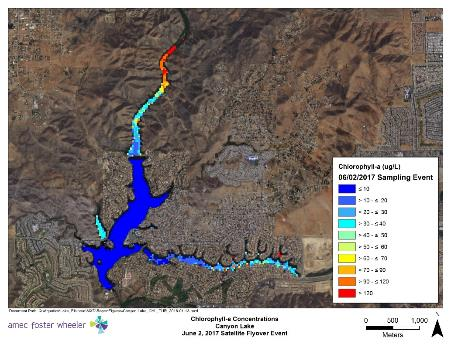 Chlorophyll-a (ug/L)
06/02/2017 Sampling Event
≤ 10
> 10 - ≤ 20
> 20 - ≤ 30
> 30 - ≤ 40
> 40 - ≤ 50
> 50 - ≤ 60
> 60 - ≤ 70
> 70 - ≤ 90
> 90 - ≤ 120
> 120
amec foster wheeler
Chlorophyll-a Concentrations
Canyon Lake
June 2, 2017 Satellite Flyover Event
0 500 1,000
Meters